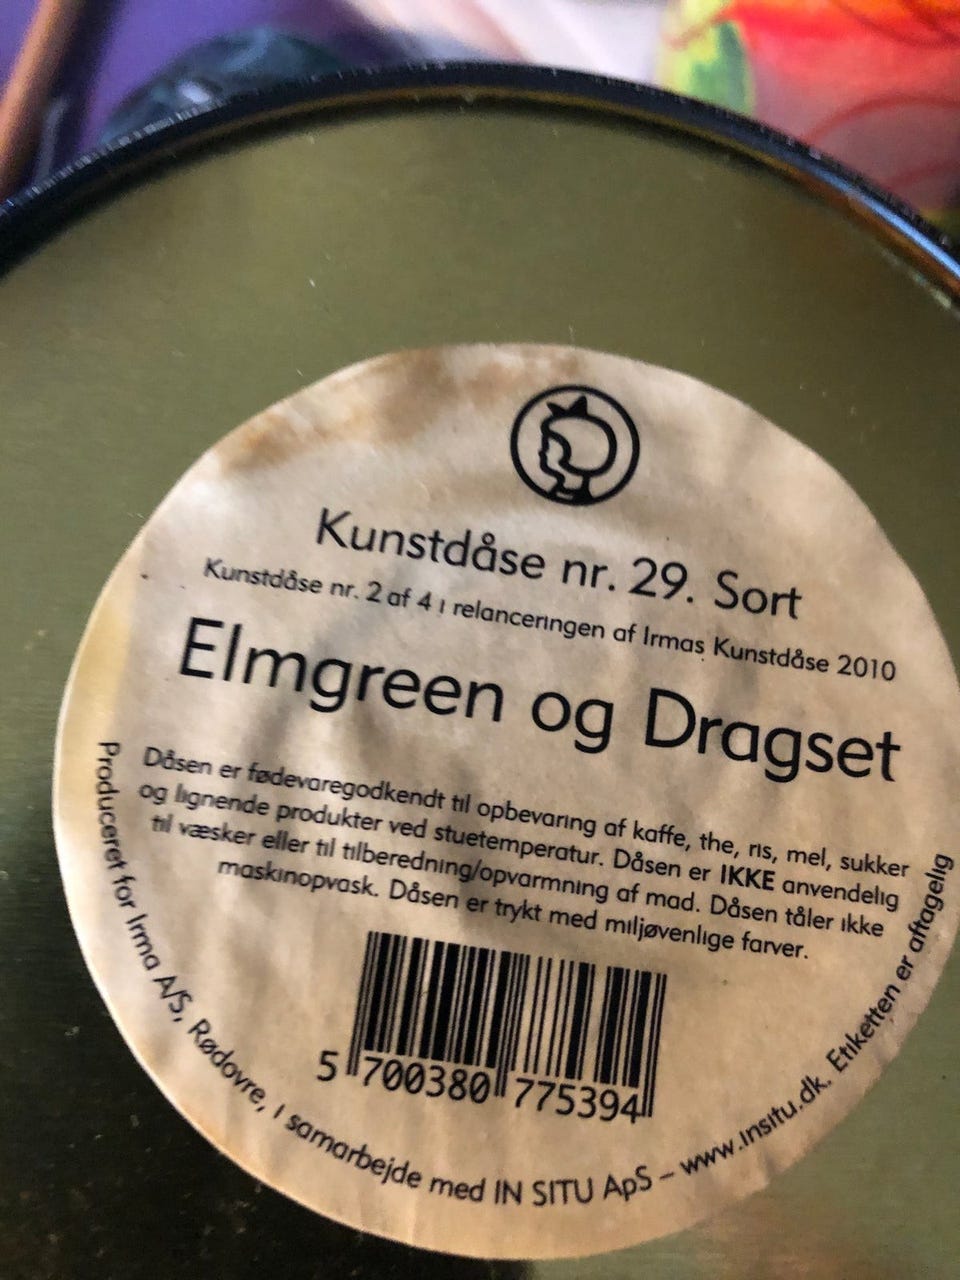 Kunstdåse nr. 29. Sort
Kunstdåse nr. 2 af 4 i relanceringen af Irmas Kunstdåse 2010
Elmgreen og Dragset
Dåsen er fødevaregodkendt til opbevaring af kaffe, the, ris, mel, sukker
og lignende produkter ved stuetemperatur. Dåsen er IKKE anvendelig
til væsker eller til tilberedning/opvarmning af mad. Dåsen tåler ikke
maskinopvask. Dåsen er trykt med miljøvenlige farver.
5 700380 775394
Produceret for Irma A/S, Rødovre, i samarbejde med IN SITU ApS – www.insitu.dk. Etiketten er aftagelig